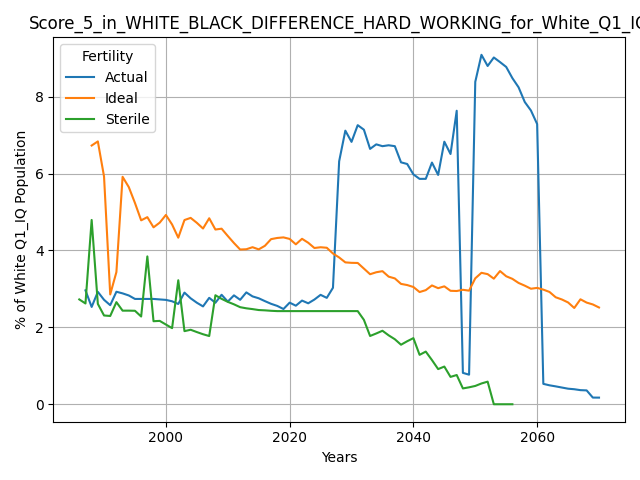 Score_5_in_WHITE_BLACK_DIFFERENCE_HARD_WORKING_for_White_Q1_IQ
Fertility
Actual
Ideal
Sterile
% of White Q1_IQ Population
8
6
4
2
0
2000 2020 2040 2060
Years